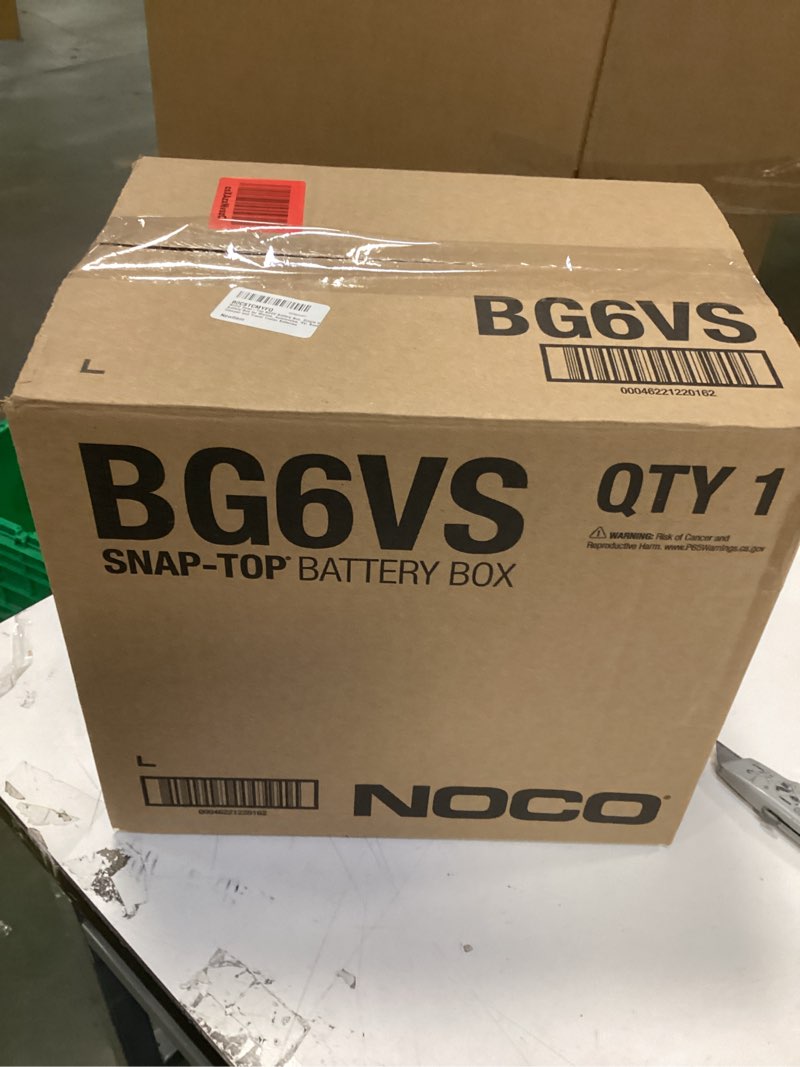 BG6VS
00046221220162
L
BG6VS
SNAP-TOP® BATTERY BOX
QTY 1
⚠ WARNING: Risk of Cancer and
Reproductive Harm. www.P65Warnings.ca.gov
L
00046221220162
NOCO®